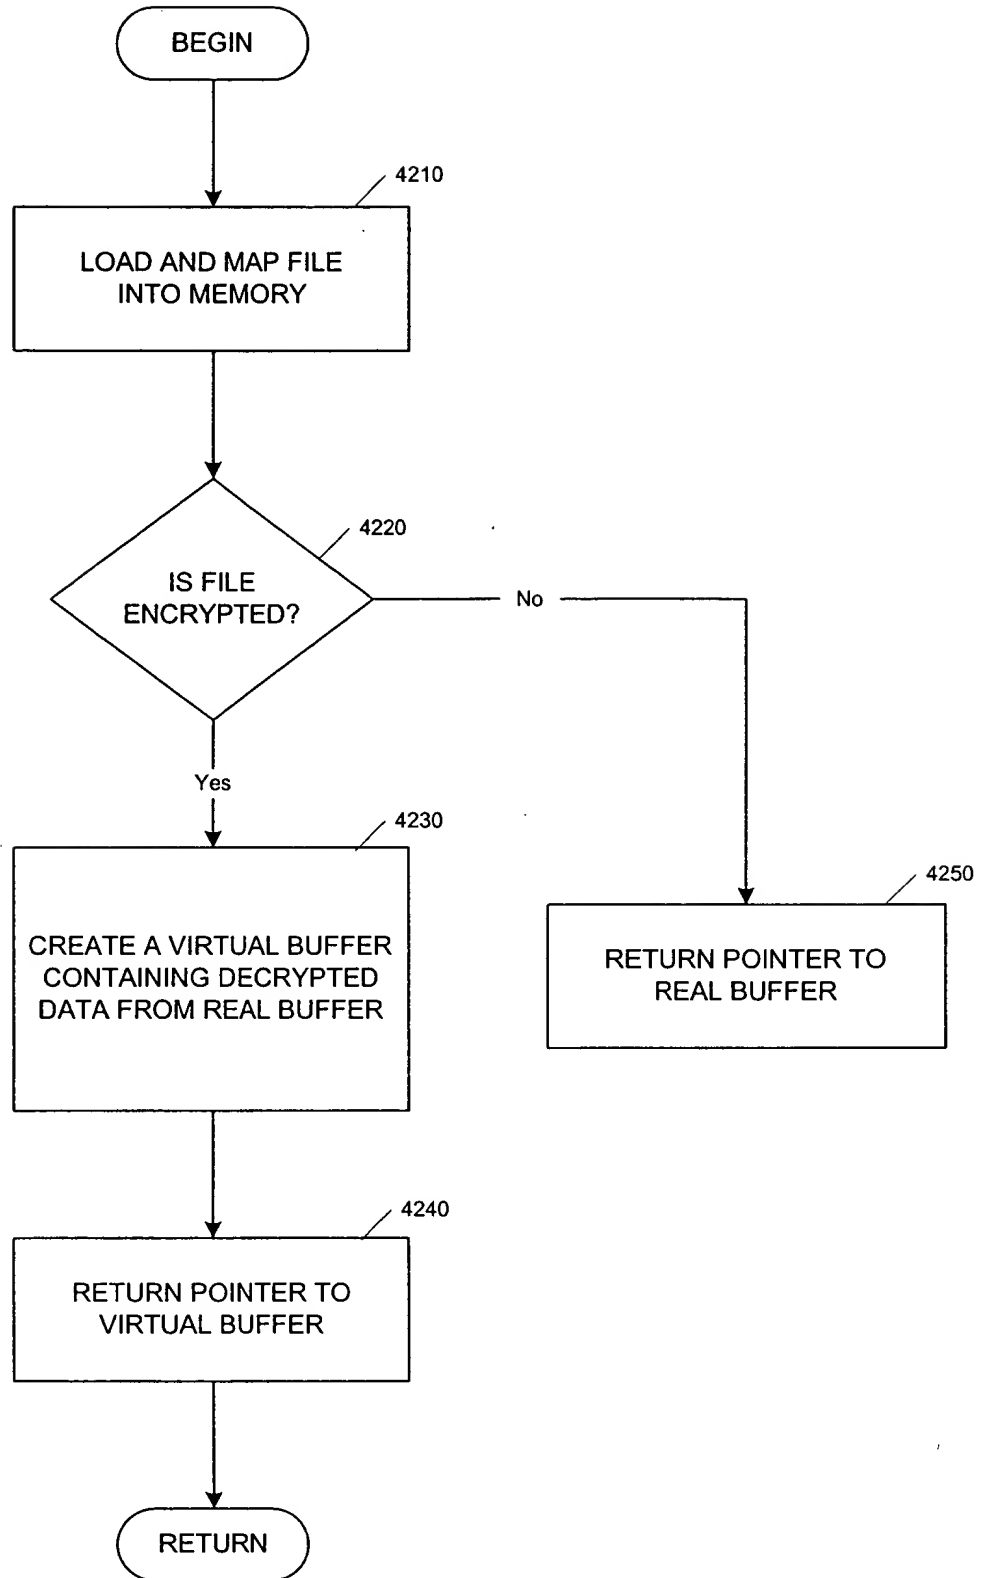 BEGIN
4210
LOAD AND MAP FILE
INTO MEMORY
4220
IS FILE
ENCRYPTED?
No
Yes
4230
CREATE A VIRTUAL BUFFER
CONTAINING DECRYPTED
DATA FROM REAL BUFFER
4250
RETURN POINTER TO
REAL BUFFER
4240
RETURN POINTER TO
VIRTUAL BUFFER
RETURN